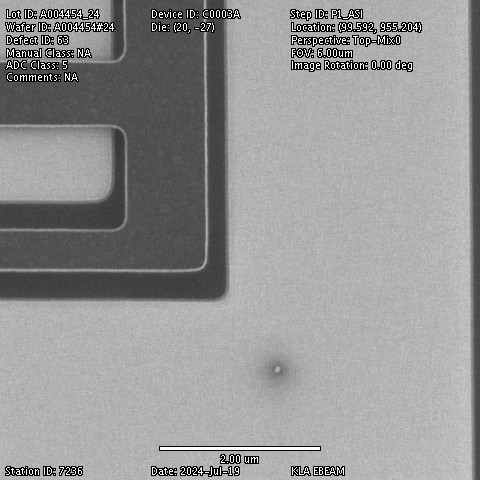 Lot ID: A004454_24
Wafer ID: A004454#24
Defect ID: 63
Manual Class: NA
ADC Class: 5
Comments: NA
Device ID: C0003A
Die: (20, -27)
Step ID: P1_ASI
Location: (99.592, 955.204)
Perspective: Top-Mix0
FOV: 5.00um
Image Rotation: 0.00 deg
2.00 um
Station ID: 7236
Date: 2024-Jul-19
KLA EBEAM